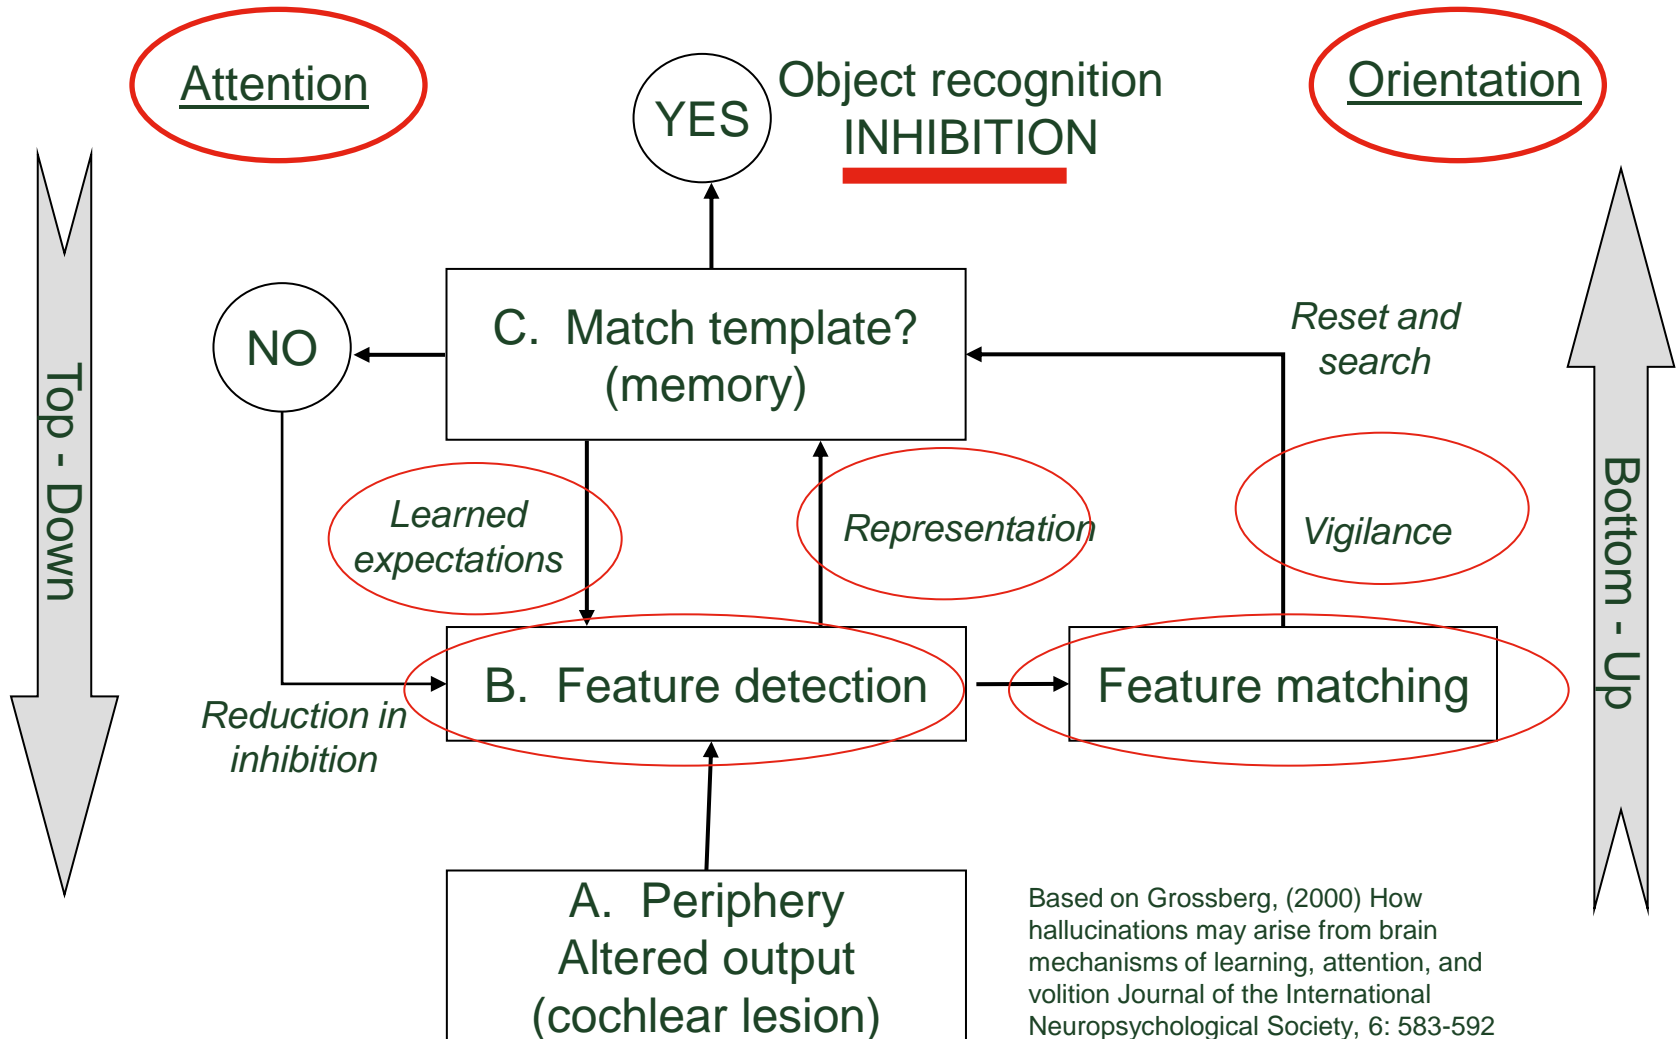 Attention
YES
Object recognition
INHIBITION
Orientation
Top - Down
NO
C. Match template?
(memory)
Reset and
search
Bottom - Up
Learned
expectations
Representation
Vigilance
B. Feature detection
Feature matching
Reduction in
inhibition
A. Periphery
Altered output
(cochlear lesion)
Based on Grossberg, (2000) How
hallucinations may arise from brain
mechanisms of learning, attention, and
volition Journal of the International
Neuropsychological Society, 6: 583-592